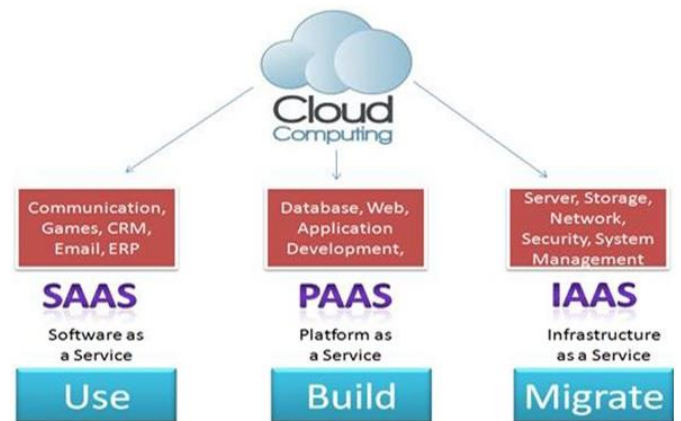 Cloud
Computing
Communication,
Games, CRM,
Email, ERP
SAAS
Software as
a Service
Use
Database, Web,
Application
Development,
PAAS
Platform as
a Service
Build
Server, Storage,
Network,
Security, System
Management
IAAS
Infrastructure
as a Service
Migrate